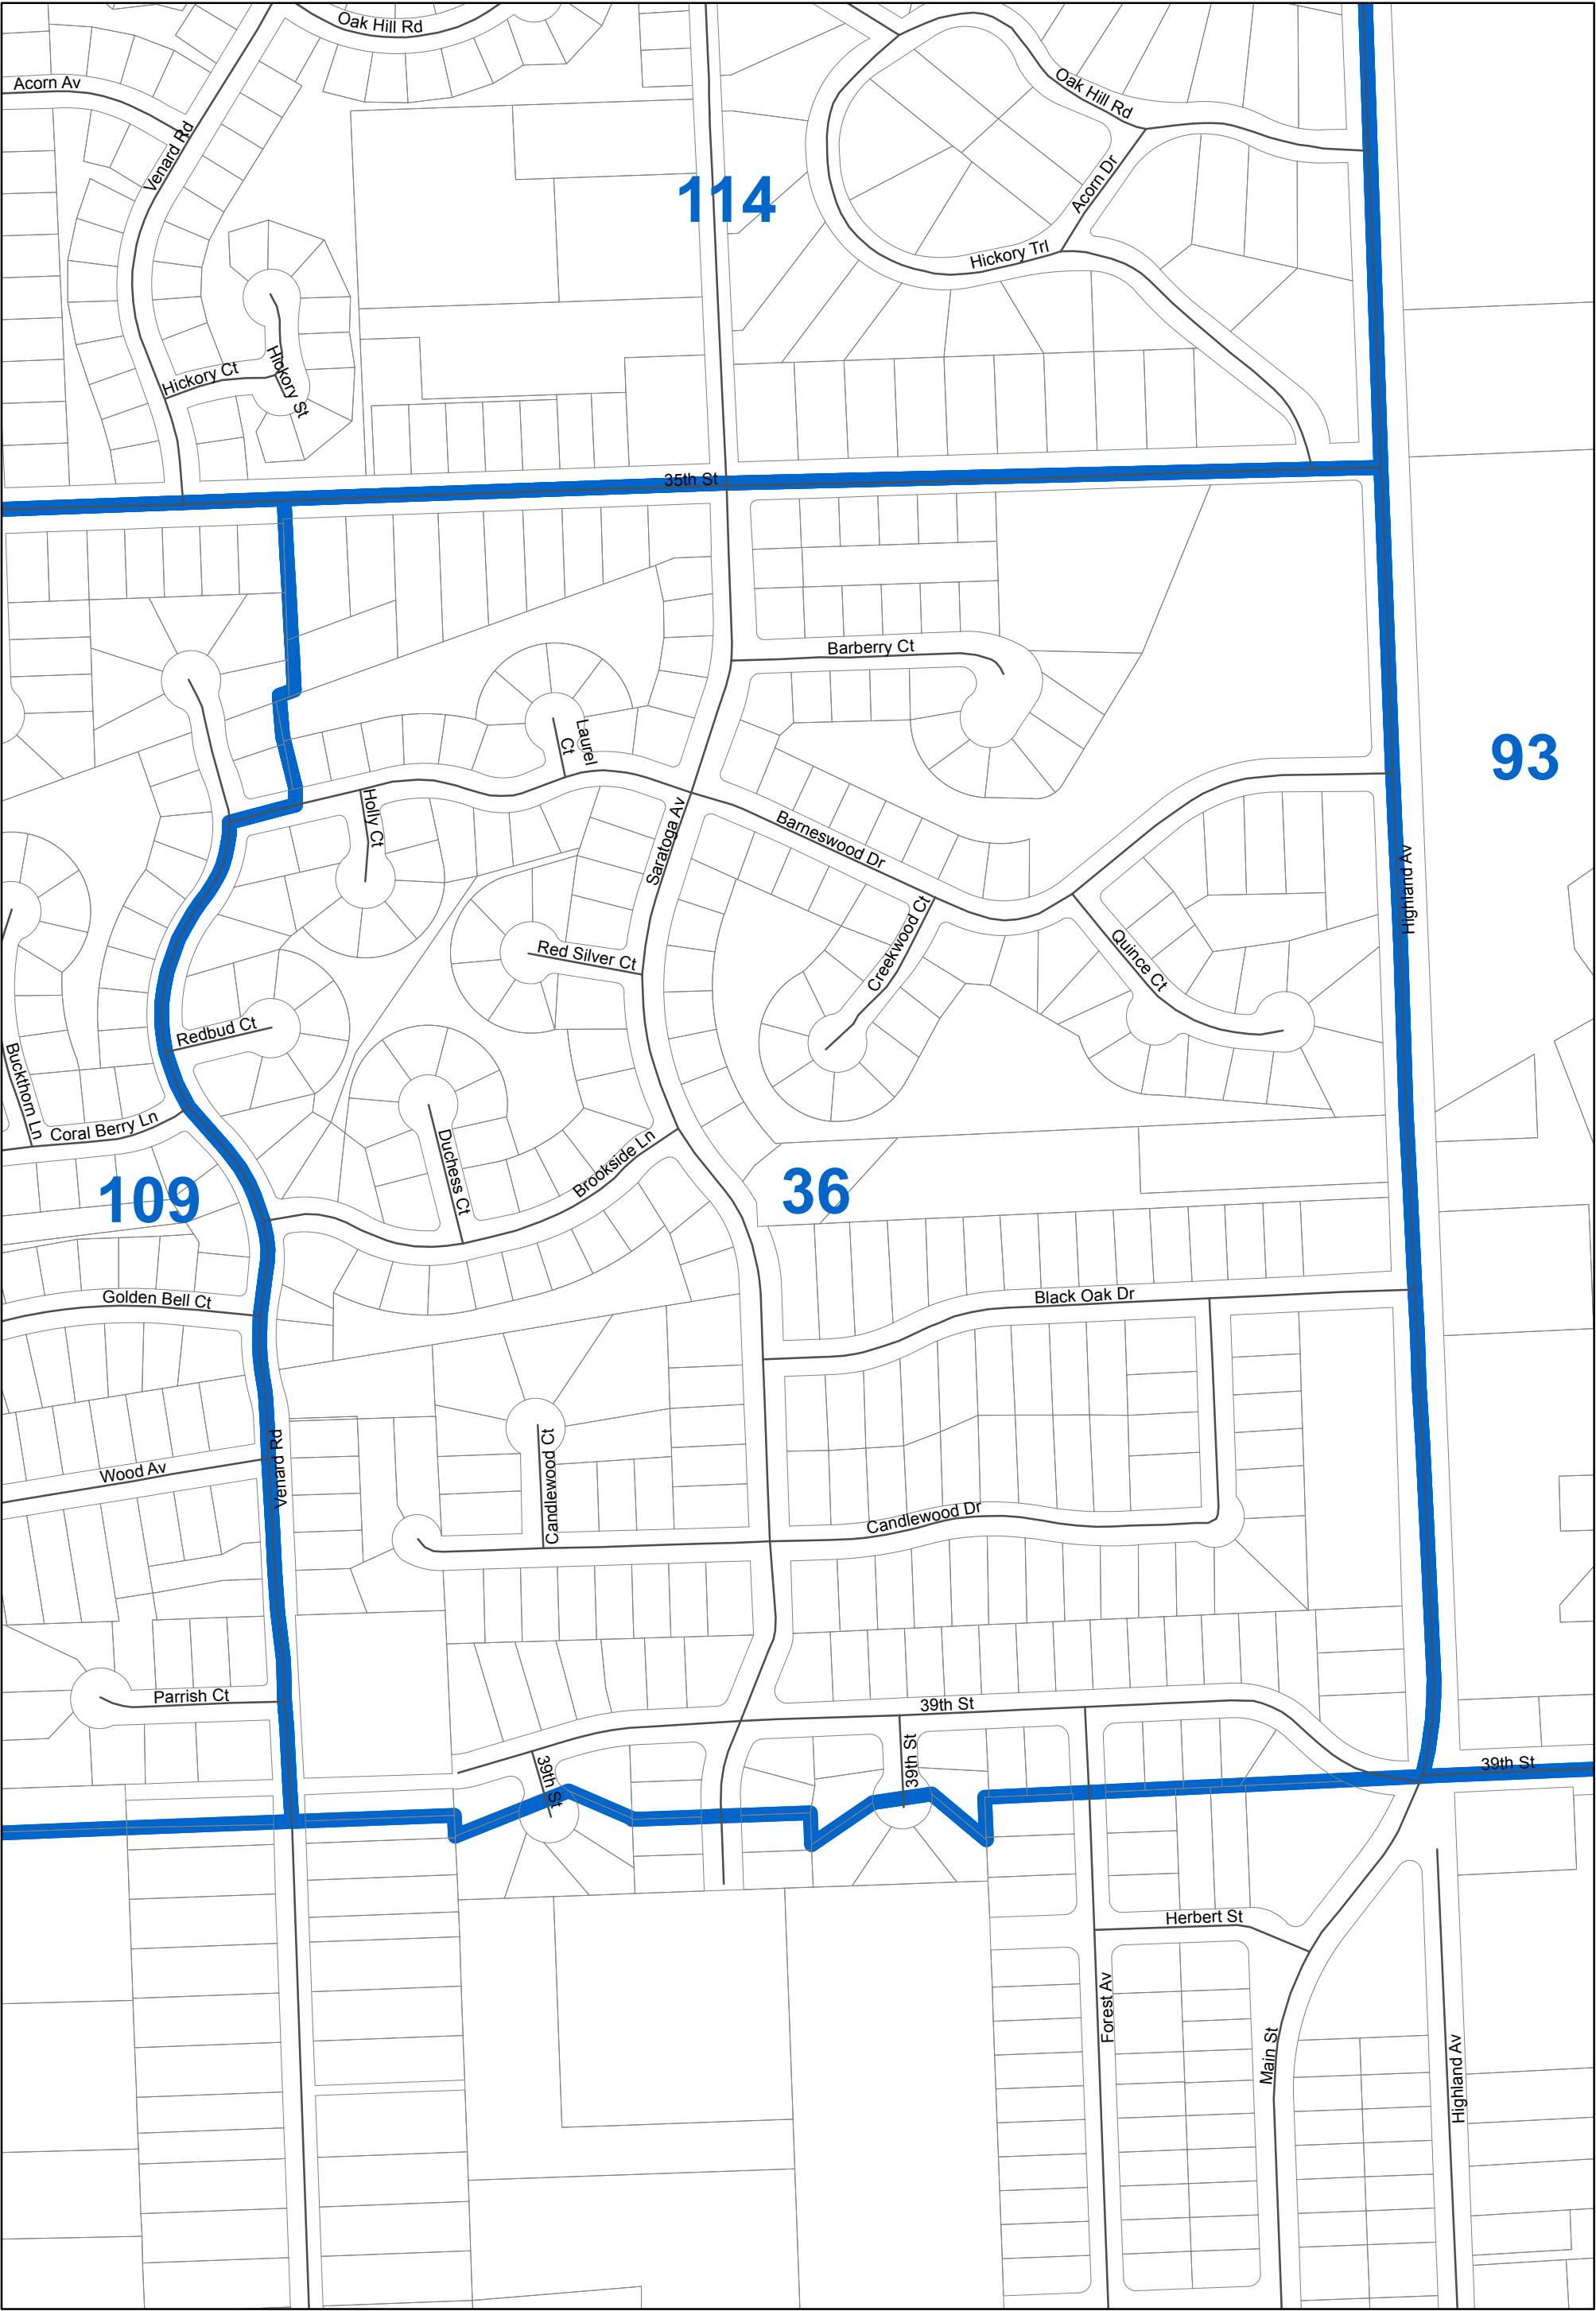 Oak Hill Rd
Acorn Av
Oak Hill Rd
Venard Rd
114
Acorn Dr
Hickory Trl
Hickory Ct
Hickory St
35th St
Barberry Ct
Laurel
Ct
93
Holly Ct
Saratoga Av
Barneswood Dr
Highland Av
Red Silver Ct
Creekwood Ct
Quince Ct
Redbud Ct
Buckthorn Ln
Coral Berry Ln
Duchess Ct
Brookside Ln
109
36
Golden Bell Ct
Black Oak Dr
Wood Av
Venard Rd
Candlewood Ct
Candlewood Dr
Parrish Ct
39th St
39th St
39th St
39th St
Herbert St
Forest Av
Main St
Highland Av